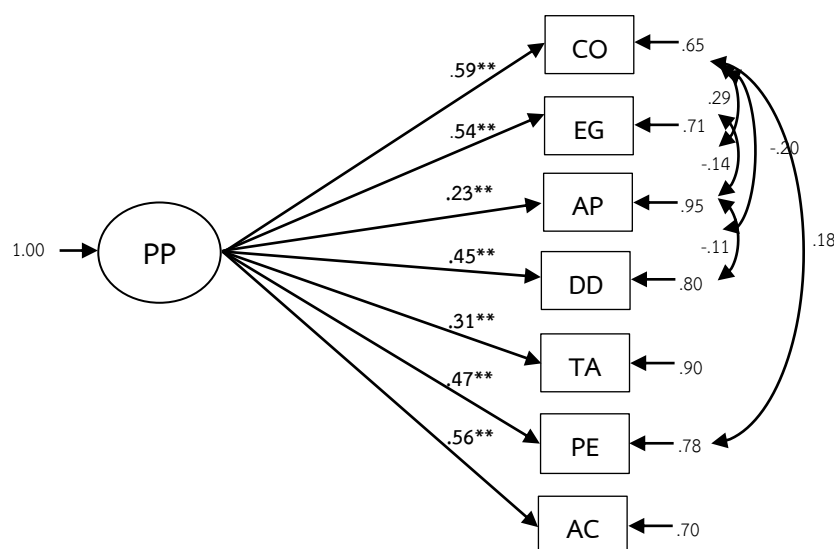 CO
.65
.59**
.29
EG
.71
.54**
-.20
-.14
.23**
AP
.95
PP
1.00
.45**
-.11
.18
DD
.80
.31**
TA
.90
.47**
PE
.78
.56**
AC
.70